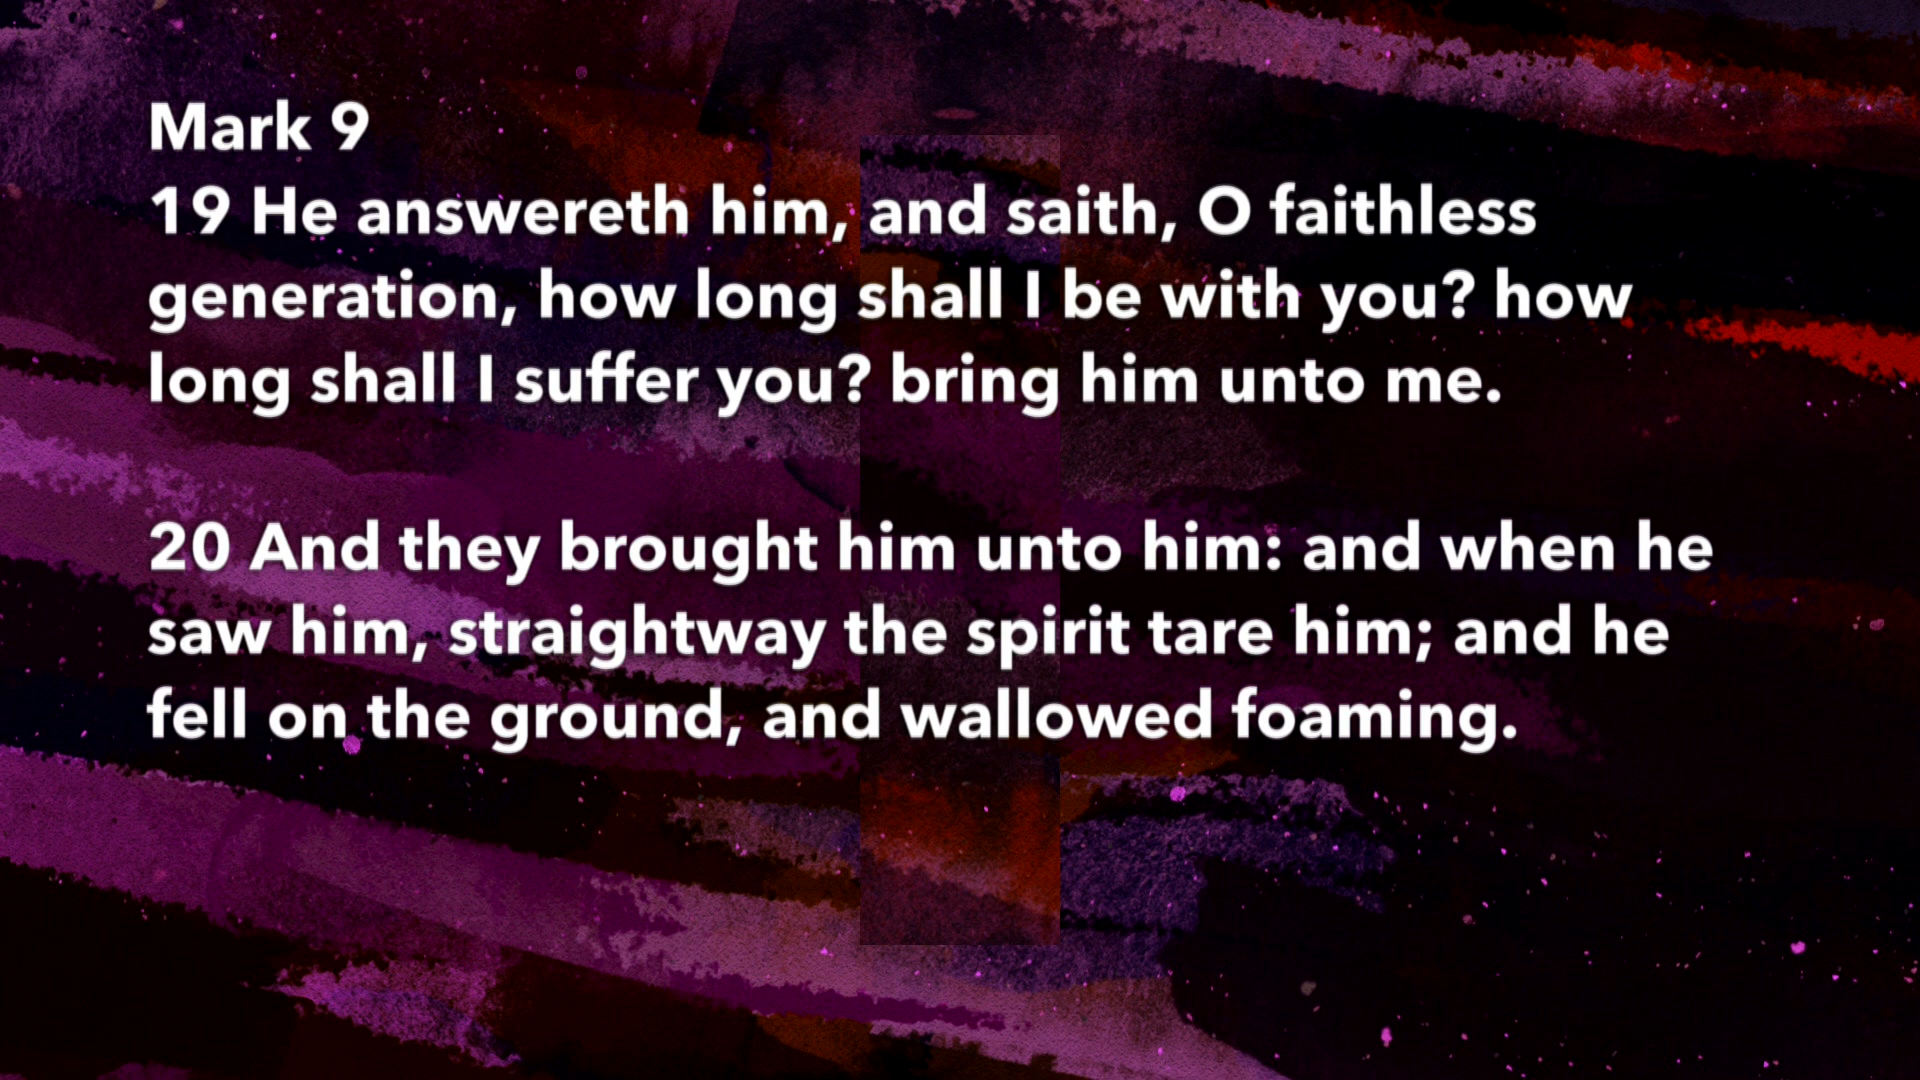 Mark 9
19 He answereth him, and saith, O faithless
generation, how long shall I be with you? how
long shall I suffer you? bring him unto me.
20 And they brought him unto him: and when he
saw him, straightway the spirit tare him; and he
fell on the ground, and wallowed foaming.